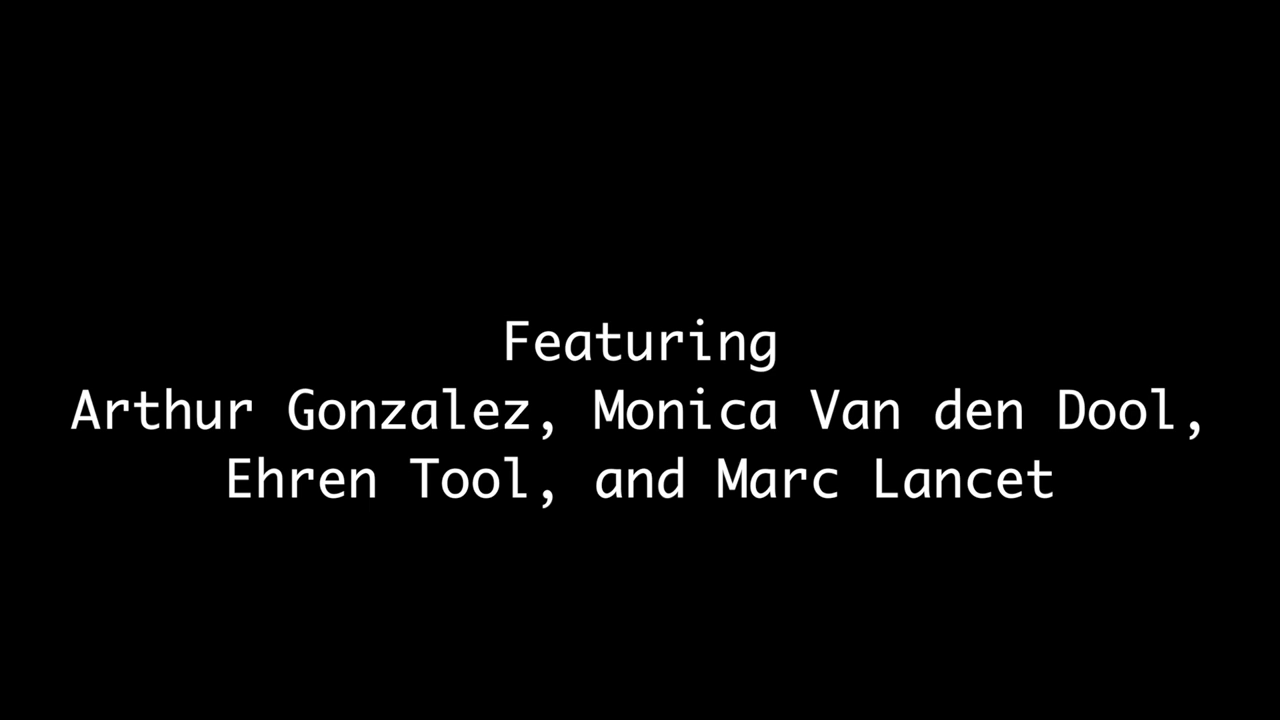 Featuring
Arthur Gonzalez, Monica Van den Dool,
Ehren Tool, and Marc Lancet